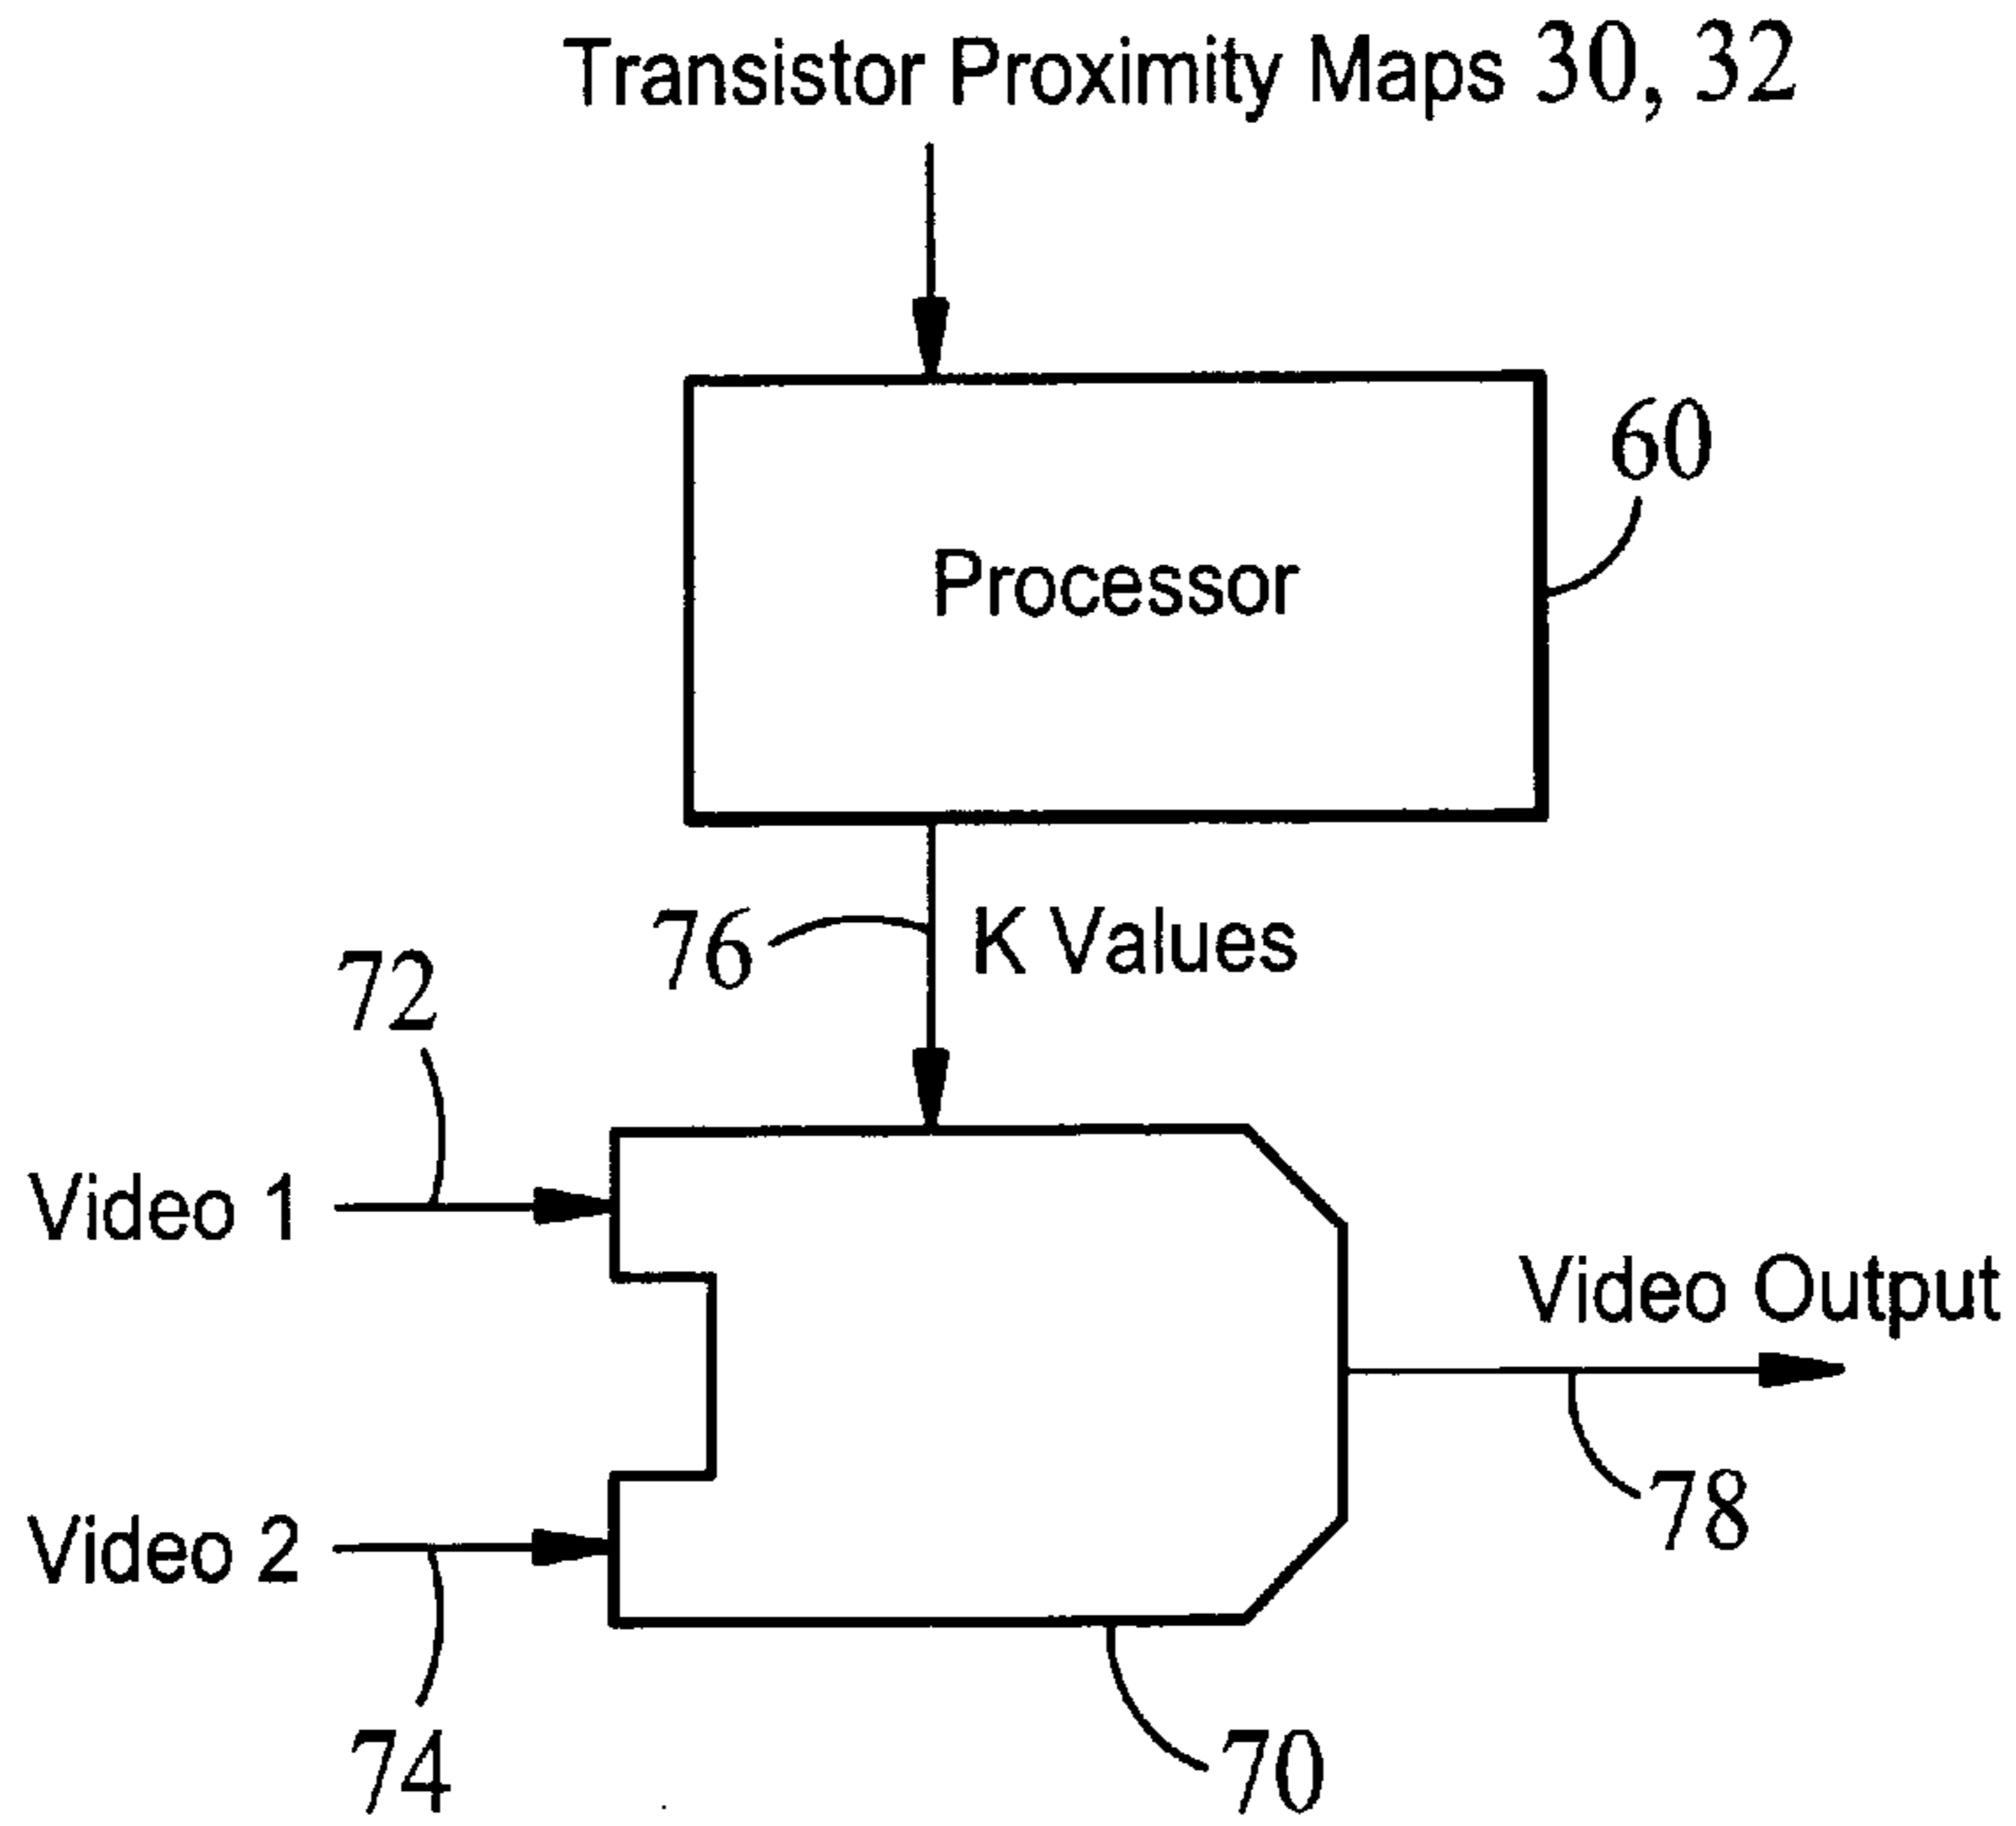 Transistor Proximity Maps 30, 32
60
Processor
76
K Values
72
Video 1
Video Output
78
Video 2
74
70